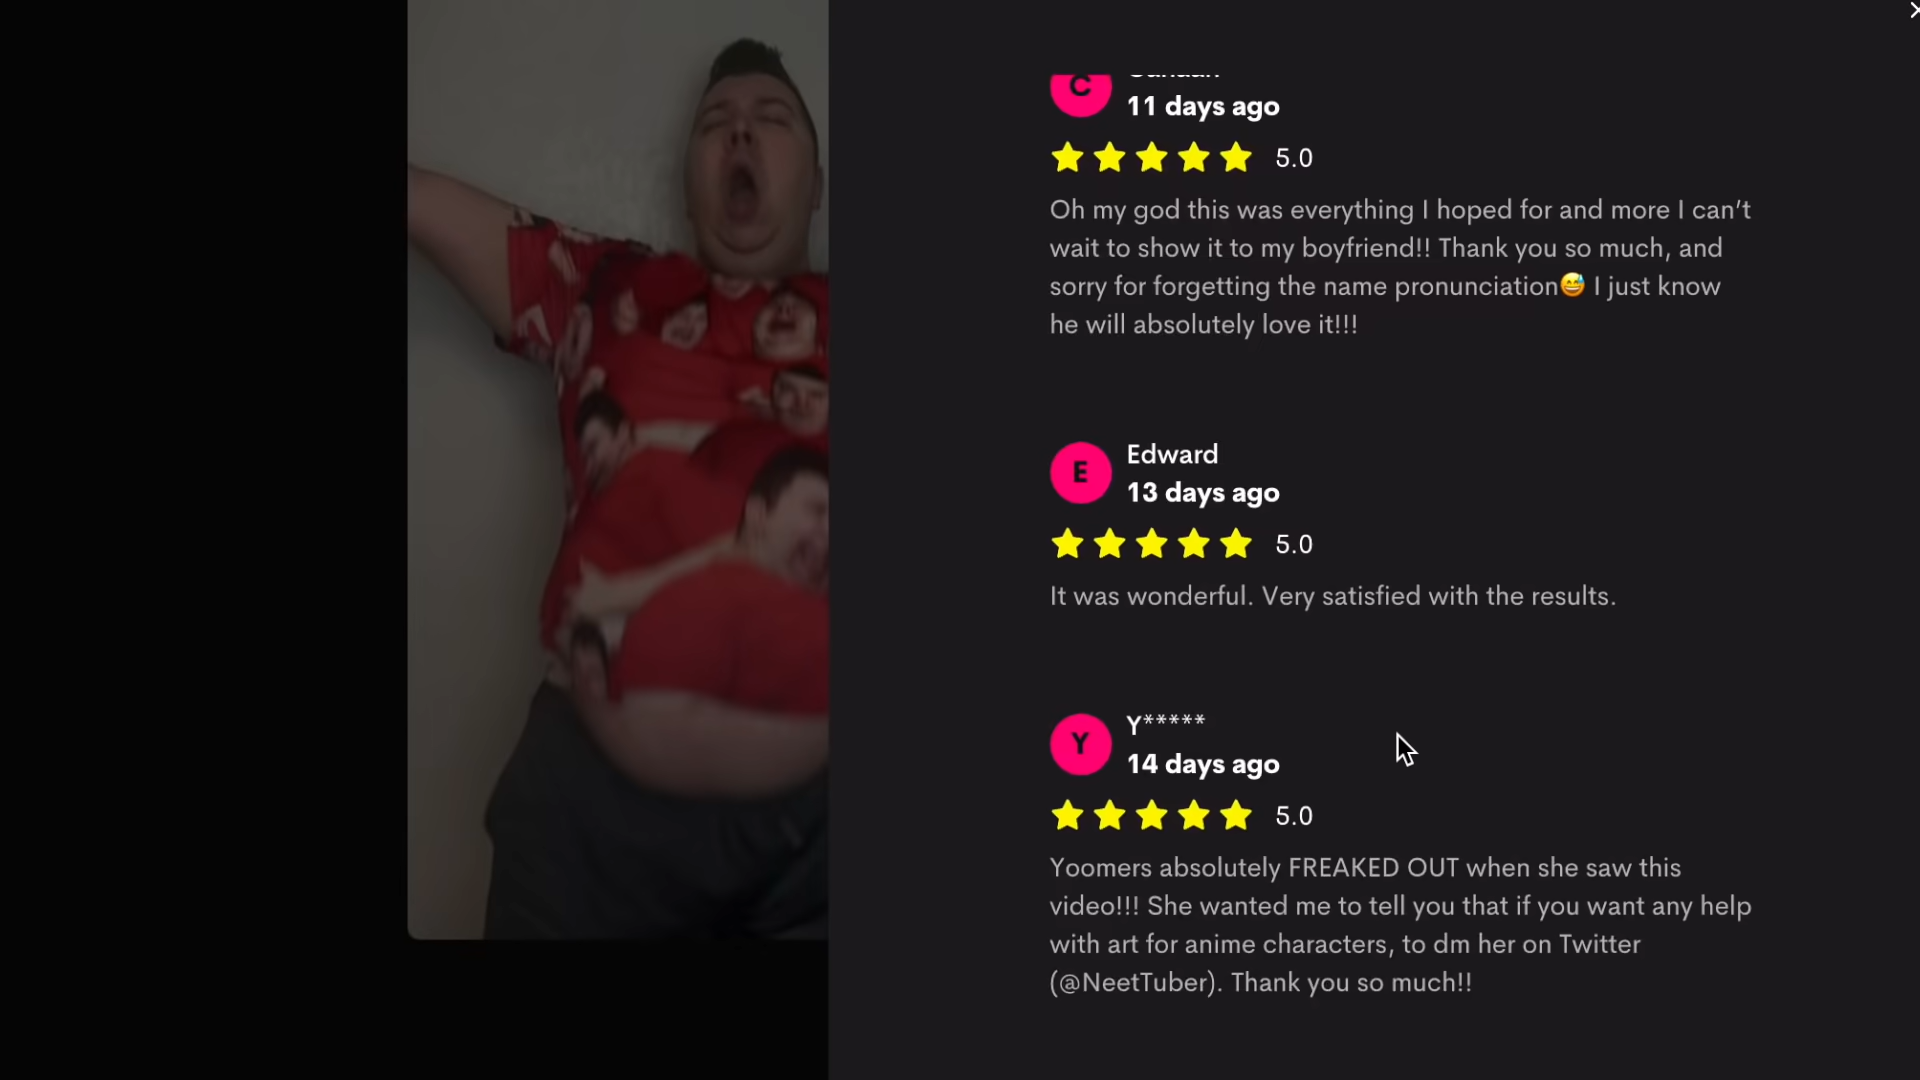 C
11 days ago
5.0
Oh my god this was everything I hoped for and more I can’t
wait to show it to my boyfriend!! Thank you so much, and
sorry for forgetting the name pronunciation😅 I just know
he will absolutely love it!!!
E
Edward
13 days ago
5.0
It was wonderful. Very satisfied with the results.
Y
Y*****
14 days ago
5.0
Yoomers absolutely FREAKED OUT when she saw this
video!!! She wanted me to tell you that if you want any help
with art for anime characters, to dm her on Twitter
(@NeetTuber). Thank you so much!!